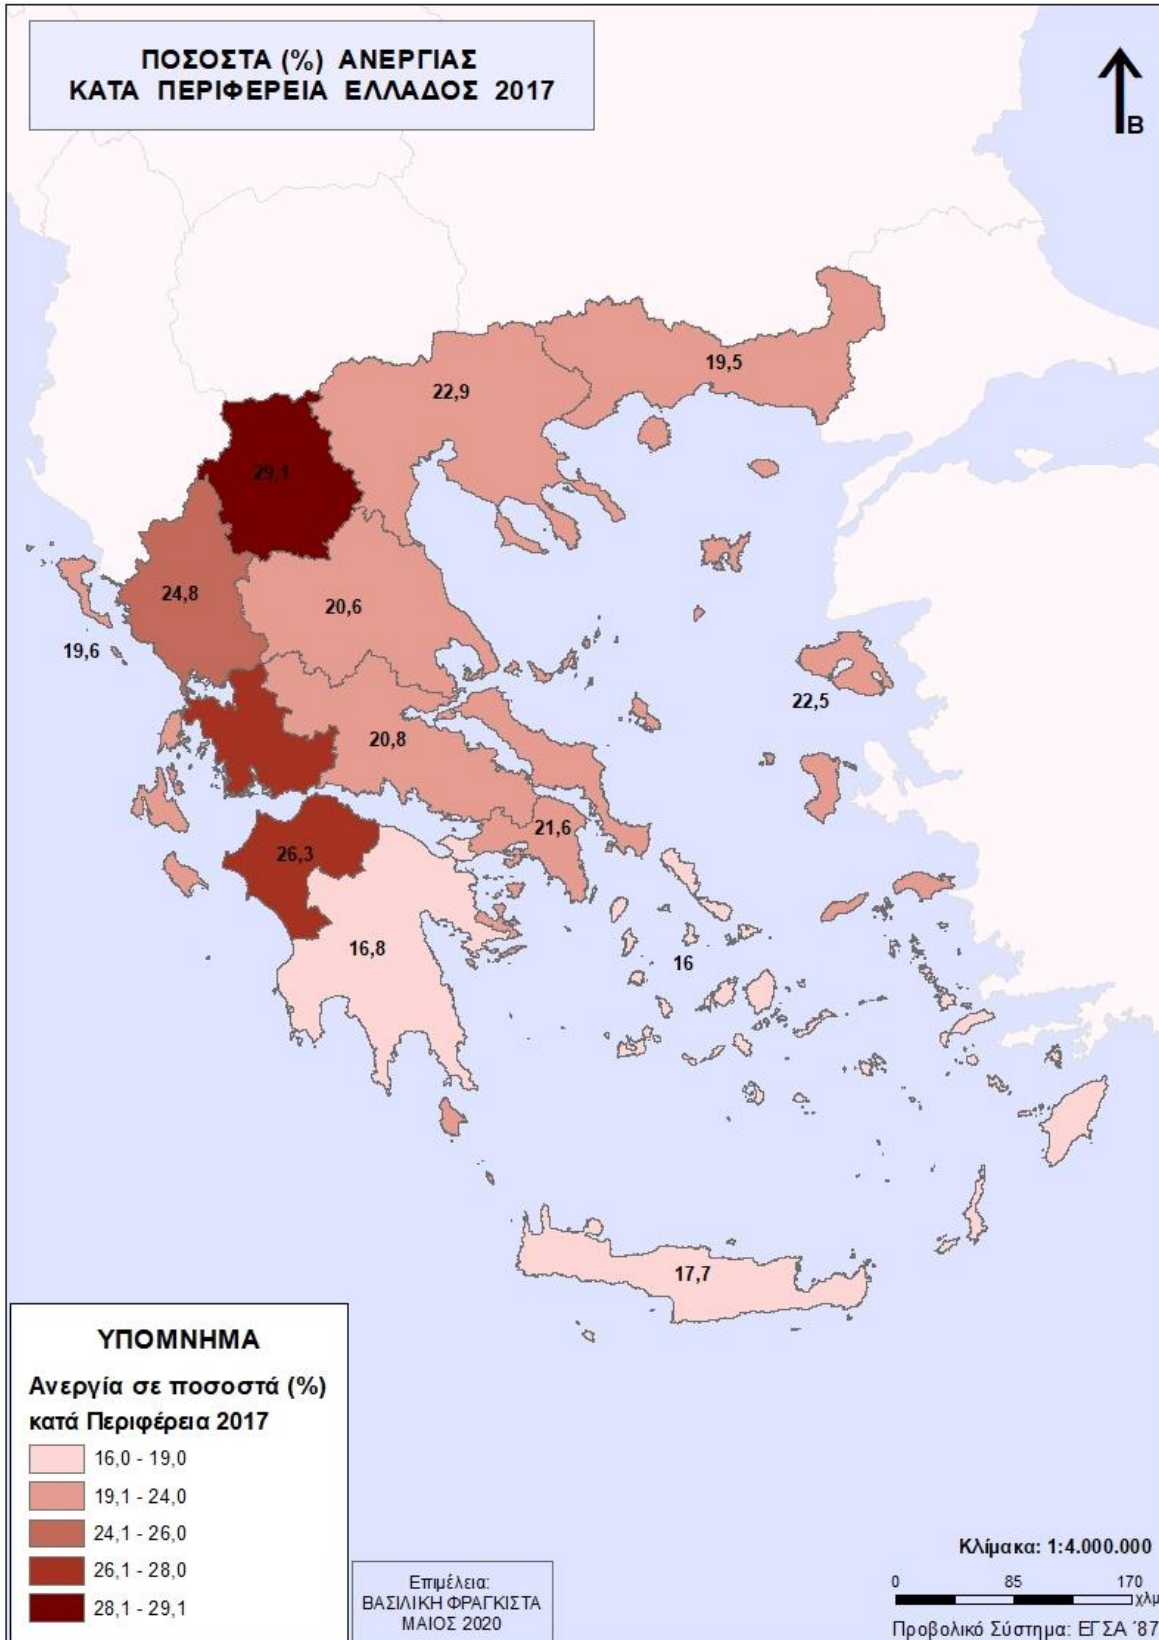 ΠΟΣΟΣΤΑ (%) ΑΝΕΡΓΙΑΣ
ΚΑΤΑ ΠΕΡΙΦΕΡΕΙΑ ΕΛΛΑΔΟΣ 2017
Β
19,5
22,9
29,1
24,8
20,6
19,6
22,5
20,8
21,6
26,3
16,8
16
17,7
ΥΠΟΜΝΗΜΑ
Ανεργία σε ποσοστά (%)
κατά Περιφέρεια 2017
16,0 - 19,0
19,1 - 24,0
24,1 - 26,0
26,1 - 28,0
28,1 - 29,1
Επιμέλεια:
ΒΑΣΙΛΙΚΗ ΦΡΑΓΚΙΣΤΑ
ΜΑΙΟΣ 2020
Κλίμακα: 1:4.000.000
0 85 170
χλμ
Προβολικό Σύστημα: ΕΓΣΑ ΄87